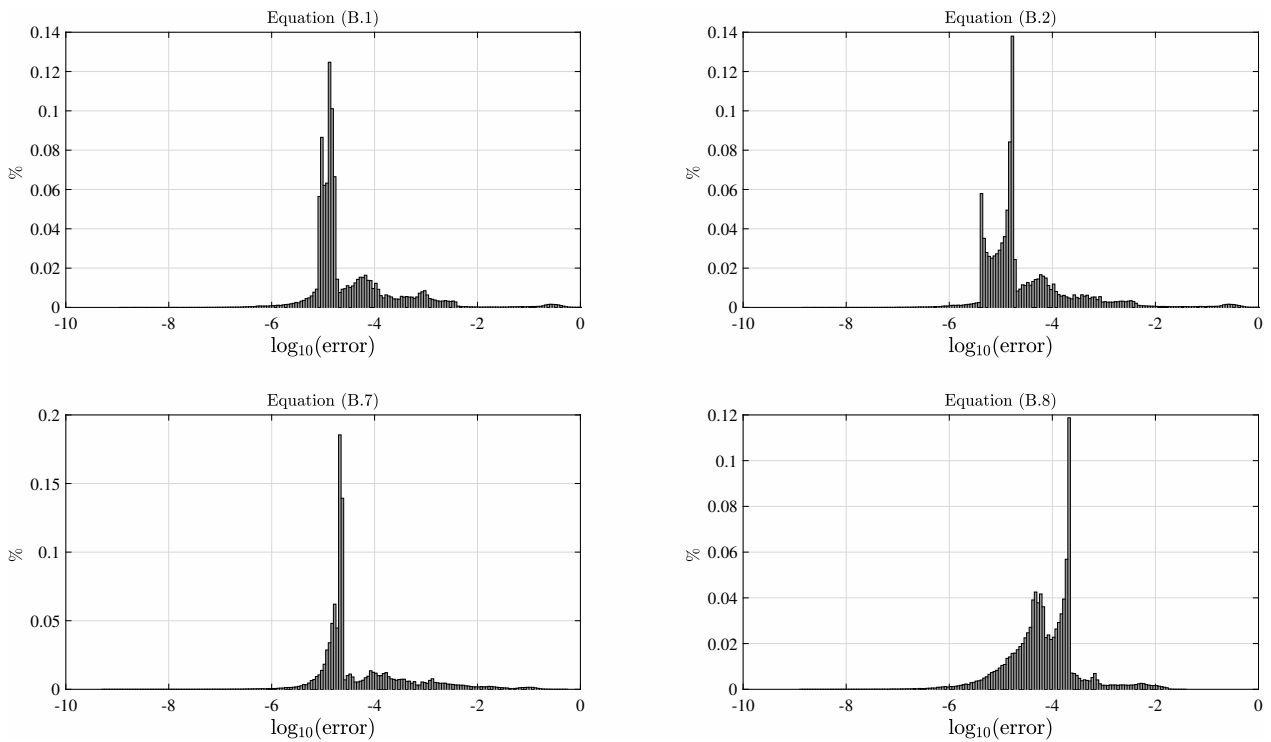 Equation (B.1)
0.14
0.12
0.1
0.08
0.06
0.04
0.02
0
%
-10 -8 -6 -4 -2 0
log10(error)
Equation (B.2)
0.14
0.12
0.1
0.08
0.06
0.04
0.02
0
%
-10 -8 -6 -4 -2 0
log10(error)
Equation (B.7)
0.2
0.15
0.1
0.05
0
%
-10 -8 -6 -4 -2 0
log10(error)
Equation (B.8)
0.12
0.1
0.08
0.06
0.04
0.02
0
%
-10 -8 -6 -4 -2 0
log10(error)